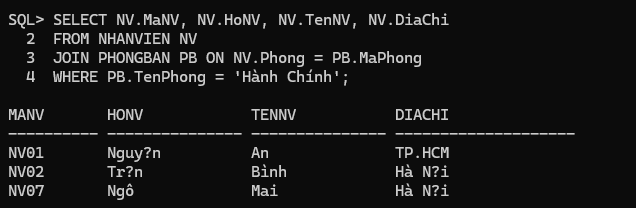 SQL> SELECT NV.MaNV, NV.HoNV, NV.TenNV, NV.DiaChi
  2  FROM NHANVIEN NV
  3  JOIN PHONGBAN PB ON NV.Phong = PB.MaPhong
  4  WHERE PB.TenPhong = 'Hành Chính';
MANV       HONV            TENNV           DIACHI
---------- --------------- --------------- --------------------
NV01       Nguy?n          An              TP.HCM
NV02       Tr?n            Bình            Hà N?i
NV07       Ngô             Mai             Hà N?i